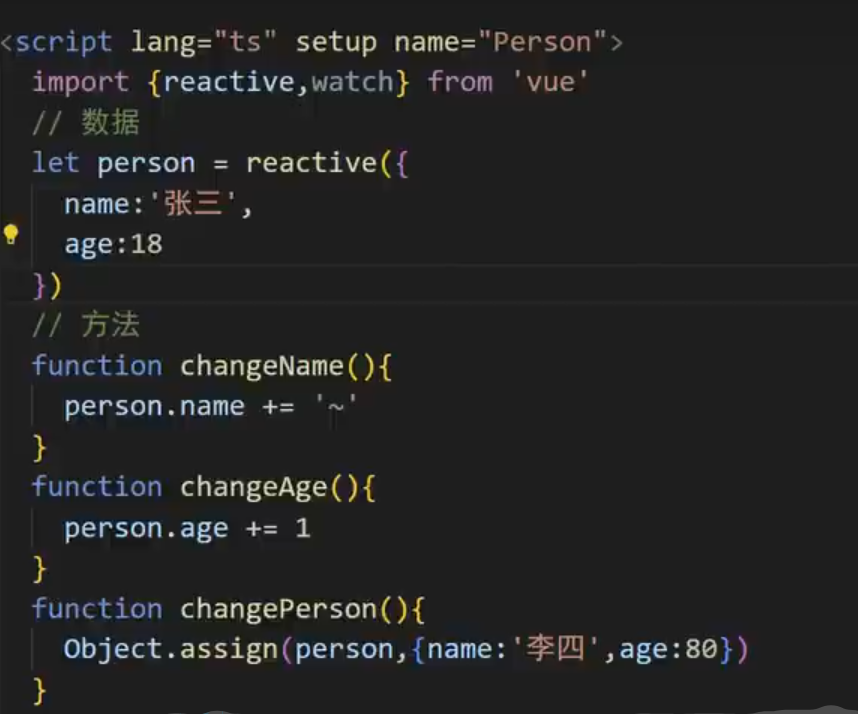 <script lang="ts" setup name="Person">
import {reactive,watch} from 'vue'
// 数据
let person = reactive({
name:'张三',
age:18
})
// 方法
function changeName(){
person.name += '~'
}
function changeAge(){
person.age += 1
}
function changePerson(){
Object.assign(person,{name:'李四',age:80})
}